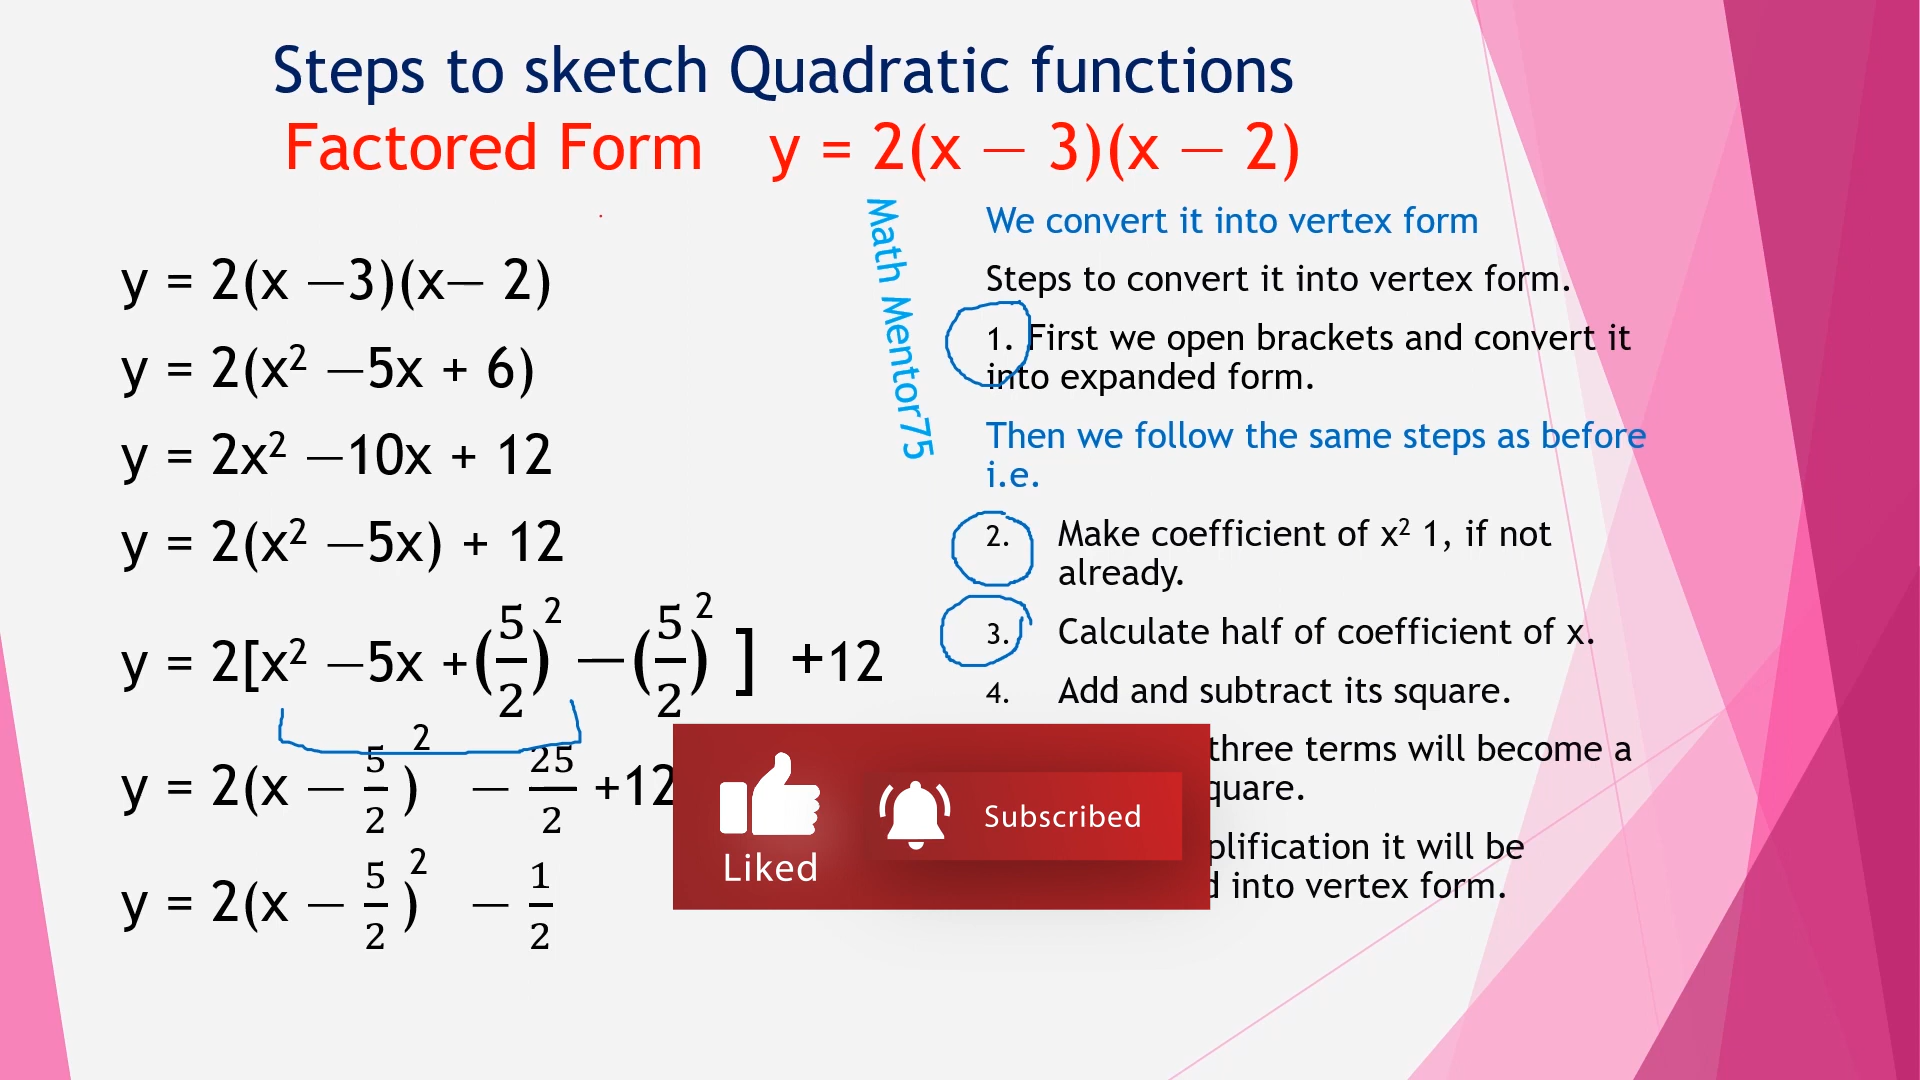 Steps to sketch Quadratic functions
Factored Form y = 2(x − 3)(x − 2)
y = 2(x −3)(x− 2)
y = 2(x² −5x + 6)
y = 2x² −10x + 12
y = 2(x² −5x) + 12
y = 2[x² −5x +(5/2)² −(5/2)² ] +12
y = 2(x − 5/2)² − 25/2 +12
y = 2(x − 5/2)² − 1/2
Math Mentor75
We convert it into vertex form
Steps to convert it into vertex form.
1. First we open brackets and convert it
into expanded form.
Then we follow the same steps as before
i.e.
2. Make coefficient of x² 1, if not
already.
3. Calculate half of coefficient of x.
4. Add and subtract its square.
three terms will become a
into vertex form.
it will be
Liked
Subscribed